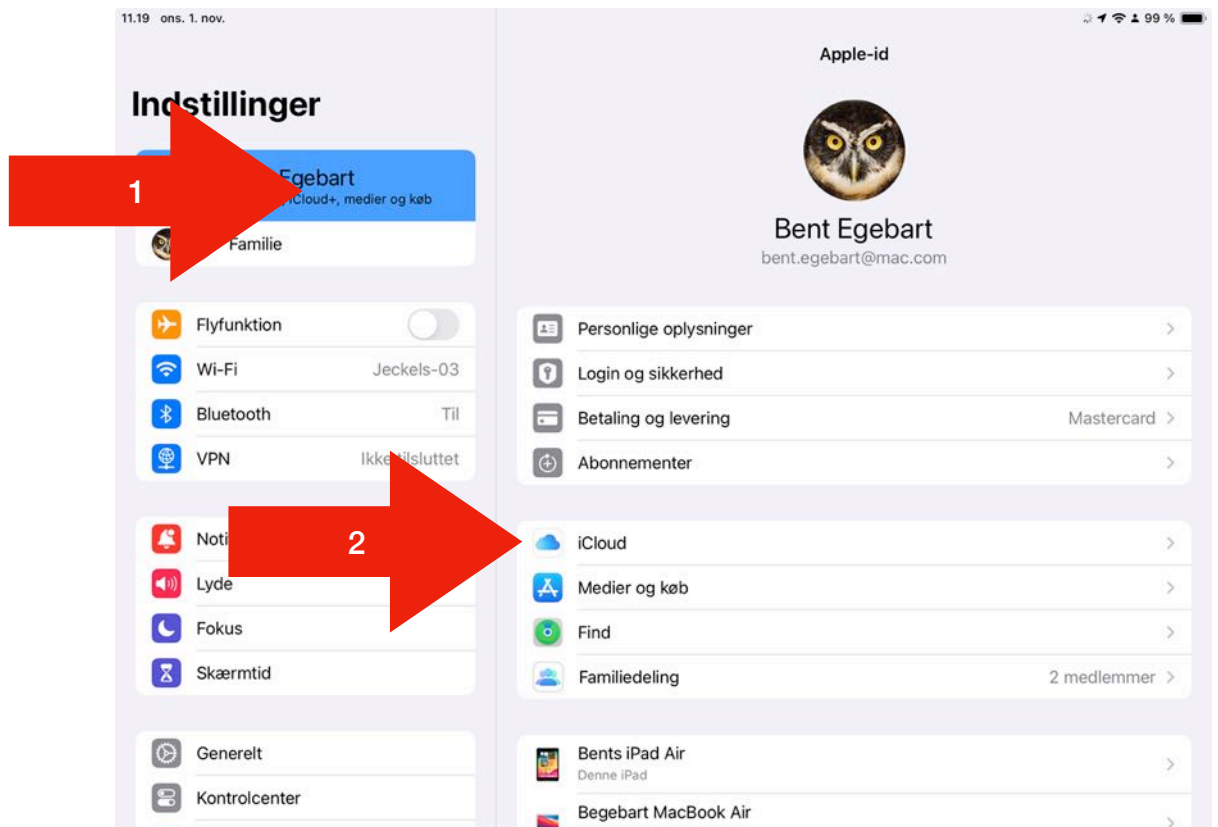 11.19 ons. 1. nov.
99 %
Indstillinger
1
Egebart
iCloud+, medier og køb
Familie
Flyfunktion
Wi-Fi
Jeckels-03
Bluetooth
Til
VPN
Ikke tilsluttet
2
Noti
Lyde
Fokus
Skærmtid
Generelt
Kontrolcenter
Apple-id
Bent Egebart
bent.egebart@mac.com
Personlige oplysninger
Login og sikkerhed
Betaling og levering
Mastercard
Abonnementer
iCloud
Medier og køb
Find
Familiedeling
2 medlemmer
Bents iPad Air
Denne iPad
Begebart MacBook Air